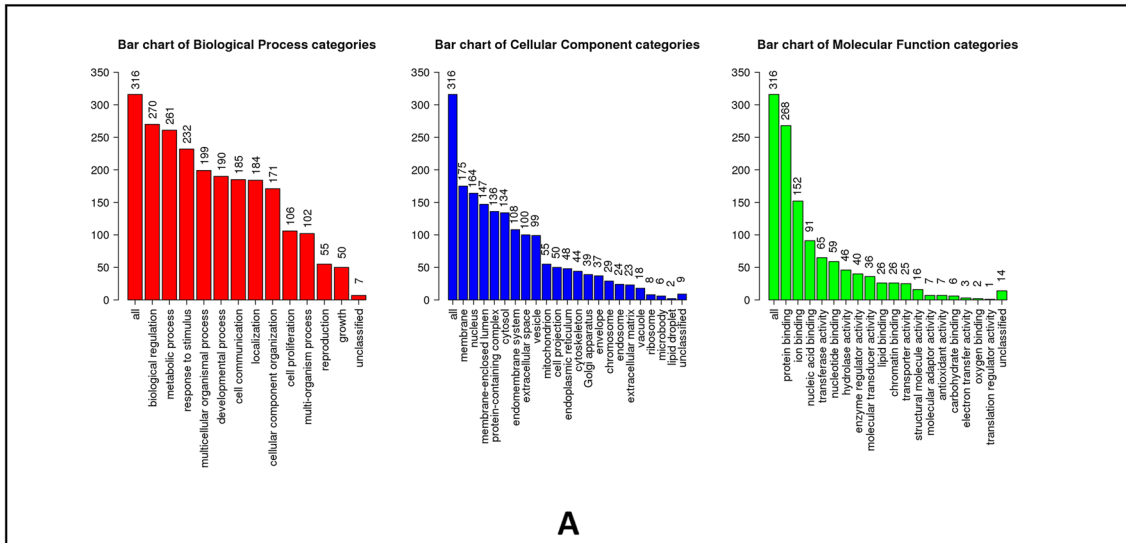 Bar chart of Biological Process categories
350
300
250
200
150
100
50
0
316
270
261
232
199
190
185
184
171
106
102
55
50
7
all
biological regulation
metabolic process
response to stimulus
multicellular organismal process
developmental process
cell communication
localization
cellular component organization
cell proliferation
multi-organism process
reproduction
growth
unclassified
Bar chart of Cellular Component categories
350
300
250
200
150
100
50
0
316
175
164
147
136
134
108
100
99
55
50
48
44
39
37
29
24
23
18
8
6
2
9
all
membrane
nucleus
membrane-enclosed lumen
protein-containing complex
cytosol
endomembrane system
extracellular space
vesicle
mitochondrion
cell projection
endoplasmic reticulum
cytoskeleton
Golgi apparatus
envelope
chromosome
endosome
extracellular matrix
vacuole
ribosome
microbody
lipid droplet
unclassified
Bar chart of Molecular Function categories
350
300
250
200
150
100
50
0
316
268
152
91
65
59
46
40
36
26
26
25
16
7
7
6
3
2
1
14
all
protein binding
ion binding
nucleic acid binding
transferase activity
nucleotide binding
hydrolase activity
enzyme regulator activity
molecular transducer activity
lipid binding
chromatin binding
transporter activity
structural molecule activity
molecular adaptor activity
antioxidant activity
carbohydrate binding
electron transfer activity
oxygen binding
translation regulator activity
unclassified
A